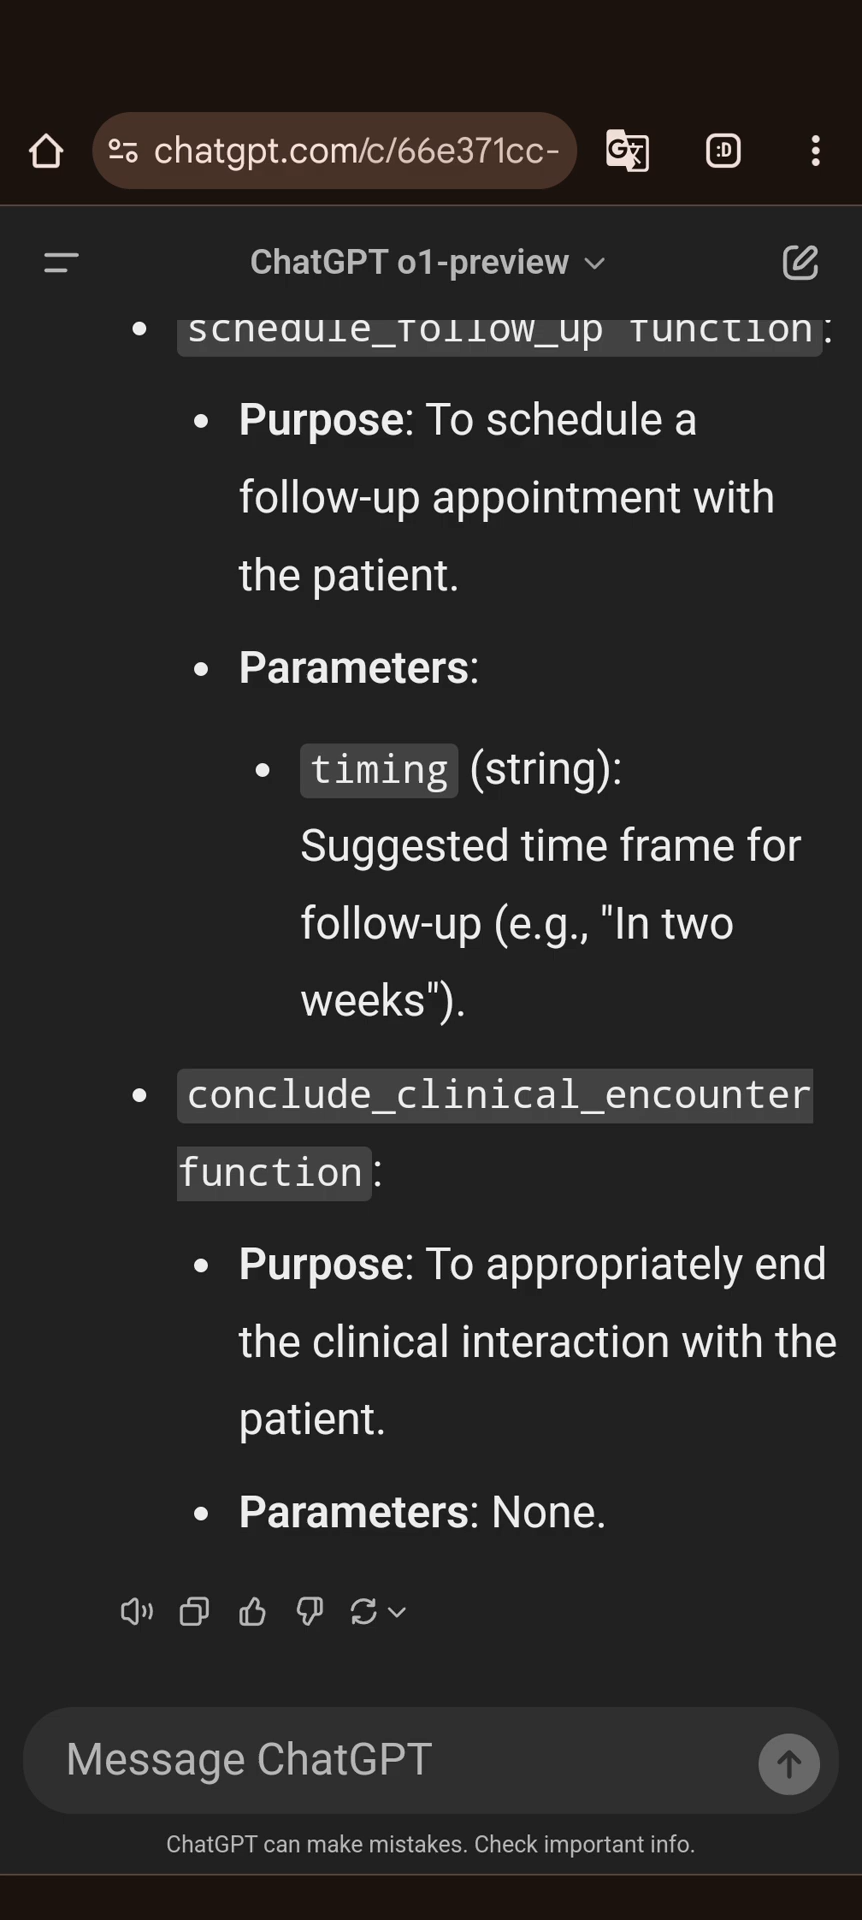 chatgpt.com/c/66e371cc-
:D
ChatGPT o1-preview
schedule_follow_up function:
Purpose: To schedule a
follow-up appointment with
the patient.
Parameters:
timing (string):
Suggested time frame for
follow-up (e.g., "In two
weeks").
conclude_clinical_encounter
function:
Purpose: To appropriately end
the clinical interaction with the
patient.
Parameters: None.
Message ChatGPT
ChatGPT can make mistakes. Check important info.